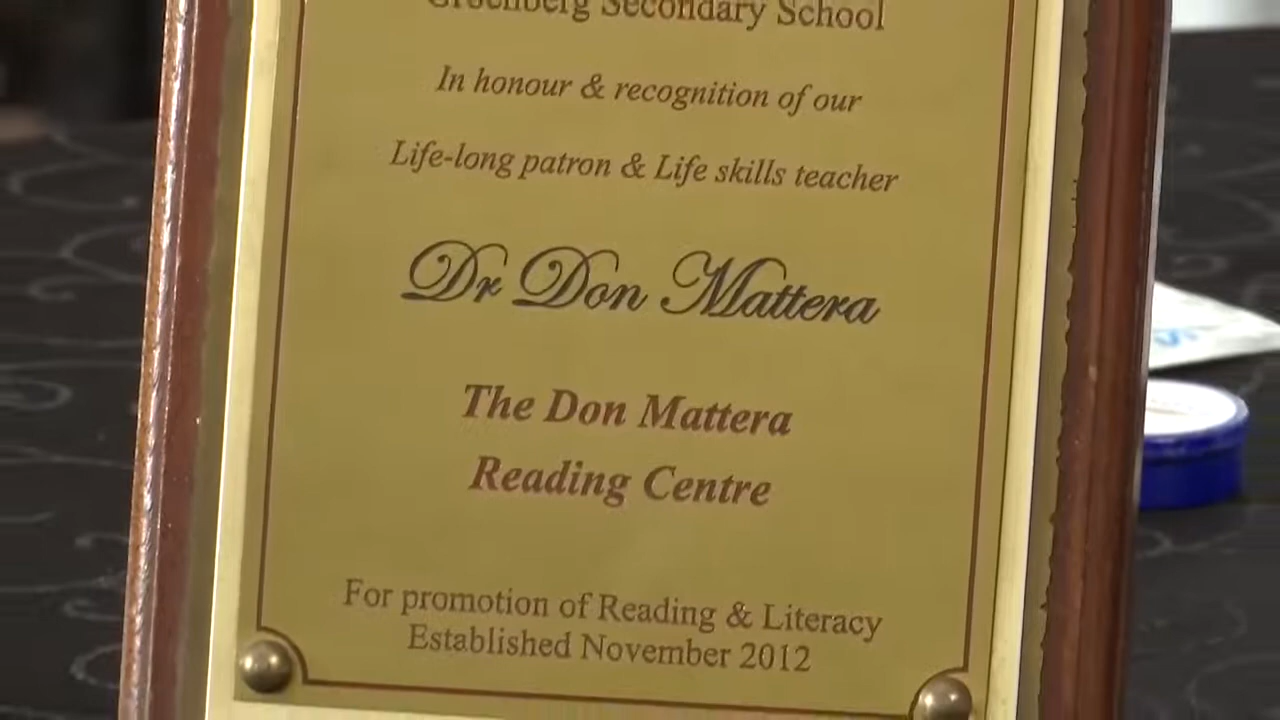 Secondary School
In honour & recognition of our
Life-long patron & Life skills teacher
Dr Don Mattera
The Don Mattera
Reading Centre
For promotion of Reading & Literacy
Established November 2012